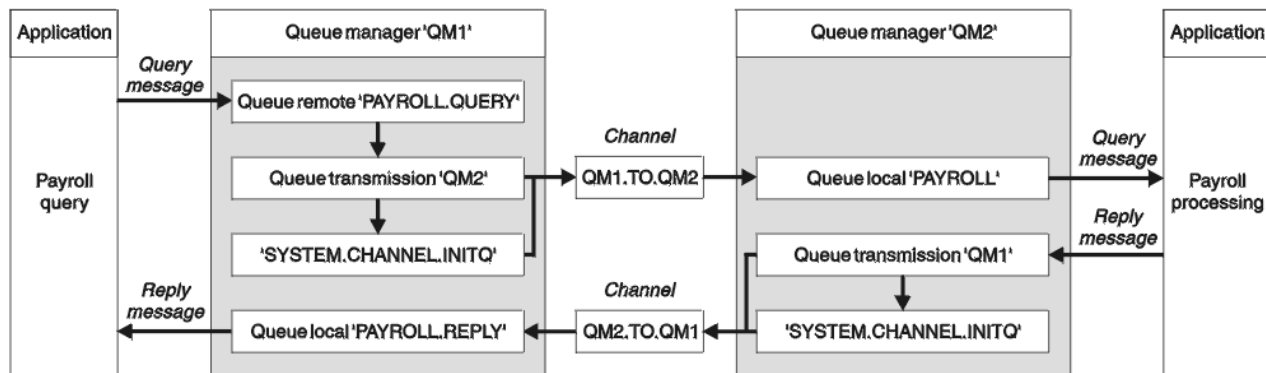 Application
Queue manager 'QM1'
Queue manager 'QM2'
Application
Query
message
Queue remote 'PAYROLL.QUERY'
Channel
Query
message
Payroll
query
Queue transmission 'QM2'
QM1.TO.QM2
Queue local 'PAYROLL'
Payroll
processing
Reply
message
'SYSTEM.CHANNEL.INITQ'
Queue transmission 'QM1'
Reply
message
Channel
Queue local 'PAYROLL.REPLY'
QM2.TO.QM1
'SYSTEM.CHANNEL.INITQ'